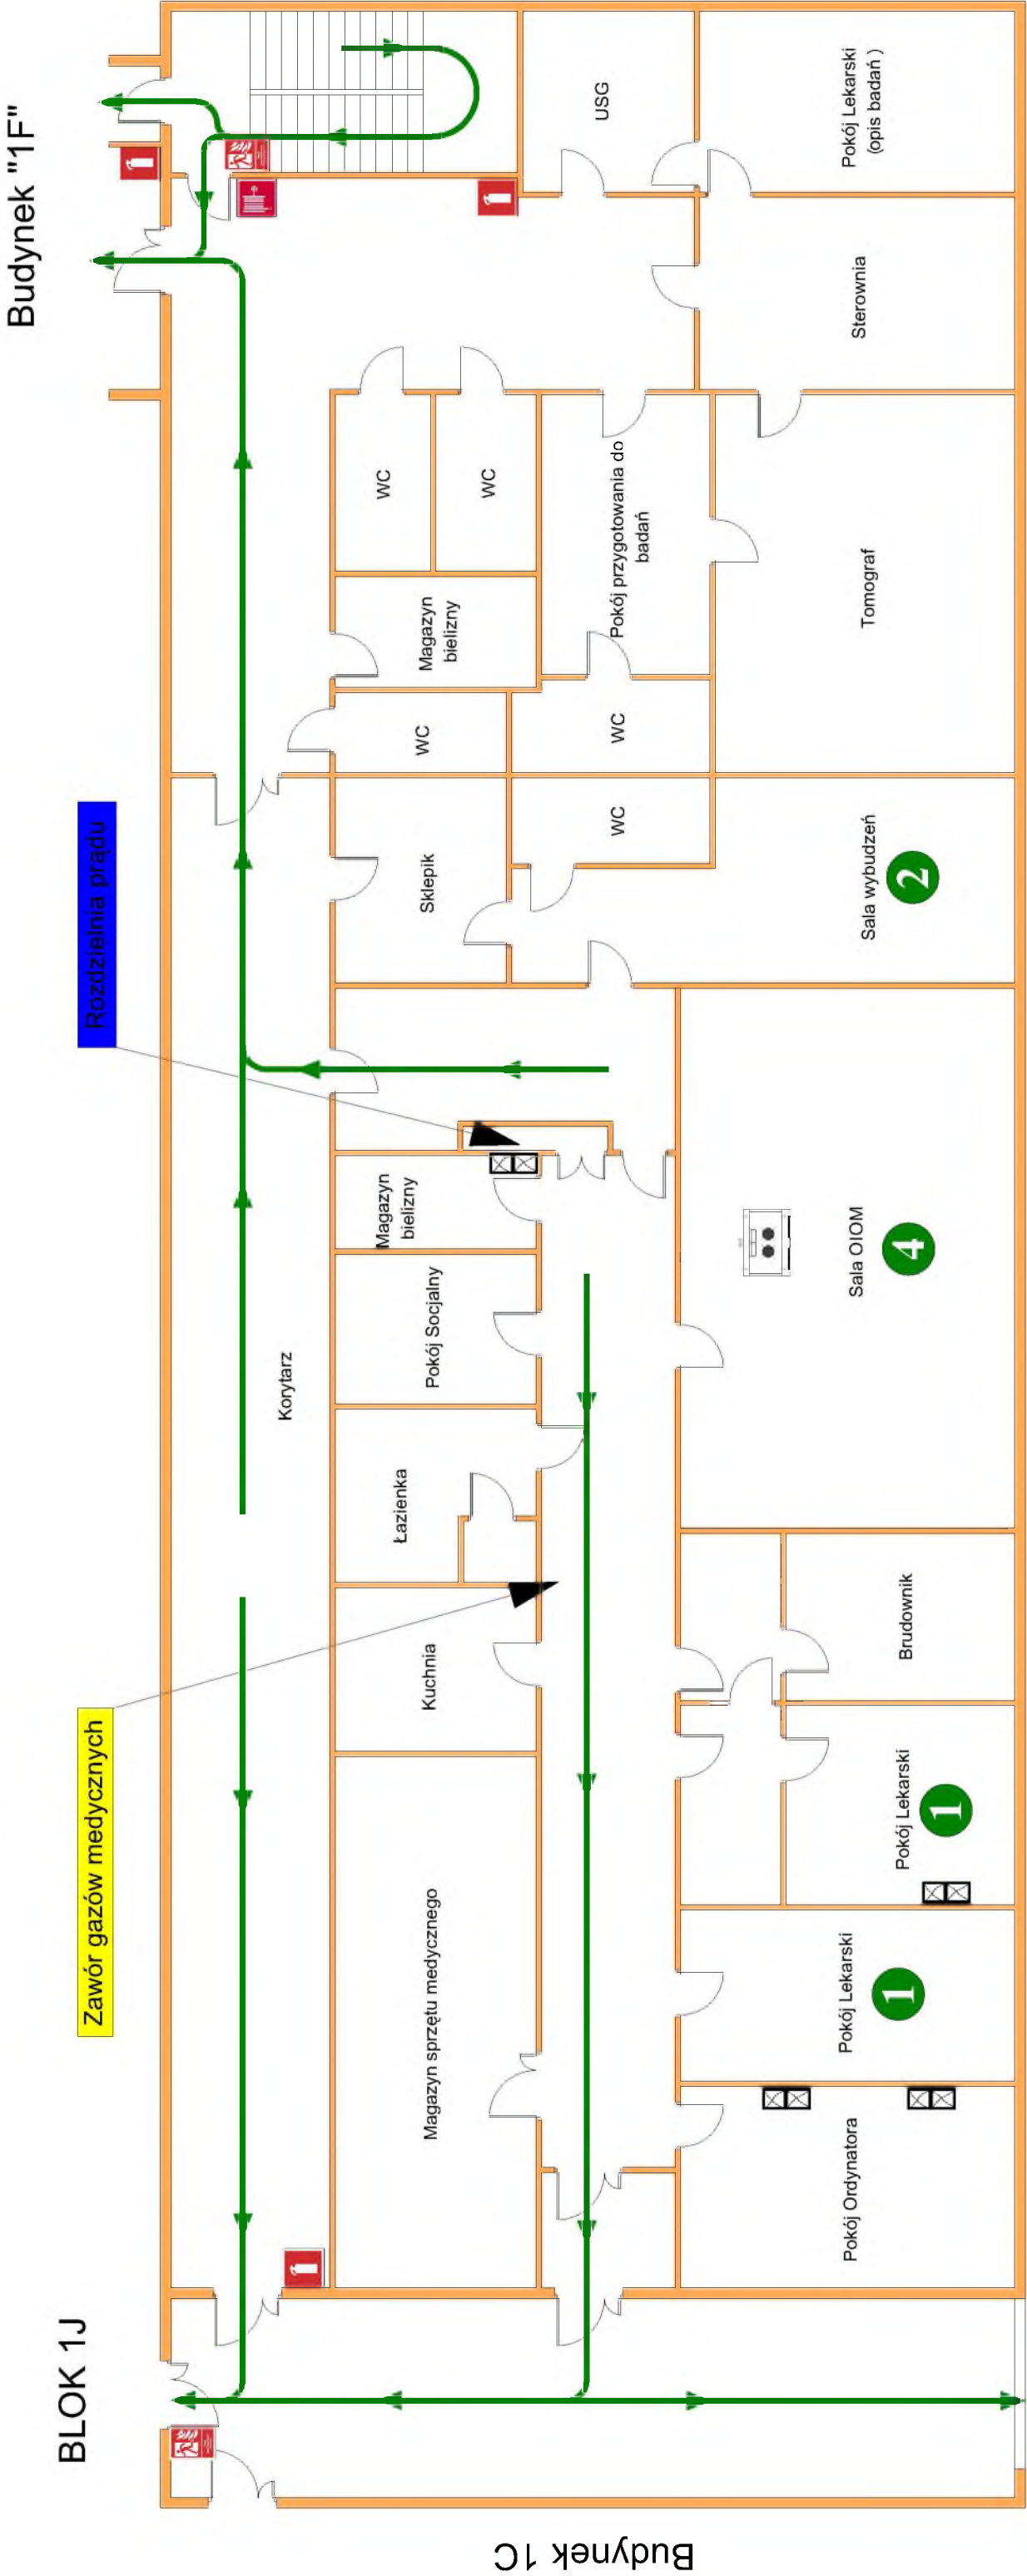 Budynek "1F"
BLOK 1J
Budynek 1C
Rozdzielnia prądu
Zawór gazów medycznych
Korytarz
USG
Pokój Lekarski
(opis badań )
Sterownia
WC
WC
Pokój przygotowania do
badań
Tomograf
Magazyn
bielizny
WC
WC
Sklepik
WC
Sala wybudzeń
2
Magazyn
bielizny
Pokój Socjalny
Sala OIOM
4
Łazienka
Kuchnia
Brudownik
Pokój Lekarski
1
Magazyn sprzętu medycznego
Pokój Lekarski
1
Pokój Ordynatora